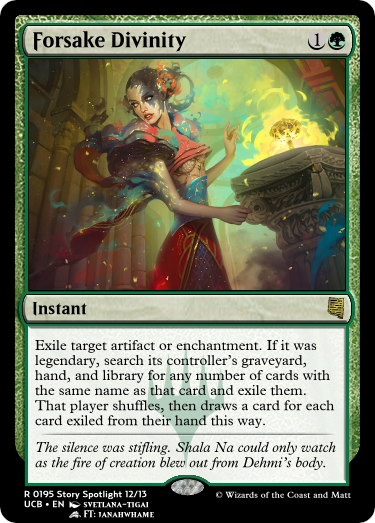 Forsake Divinity 1
Instant
Exile target artifact or enchantment. If it was
legendary, search its controller's graveyard,
hand, and library for any number of cards with
the same name as that card and exile them.
That player shuffles, then draws a card for each
card exiled from their hand this way.
The silence was stifling. Shala Na could only watch
as the fire of creation blew out from Dehmi's body.
R 0195 Story Spotlight 12/13
UCB • EN SVETLANA-TIGAI
FT: JANAHWHAME
© Wizards of the Coast and Matt